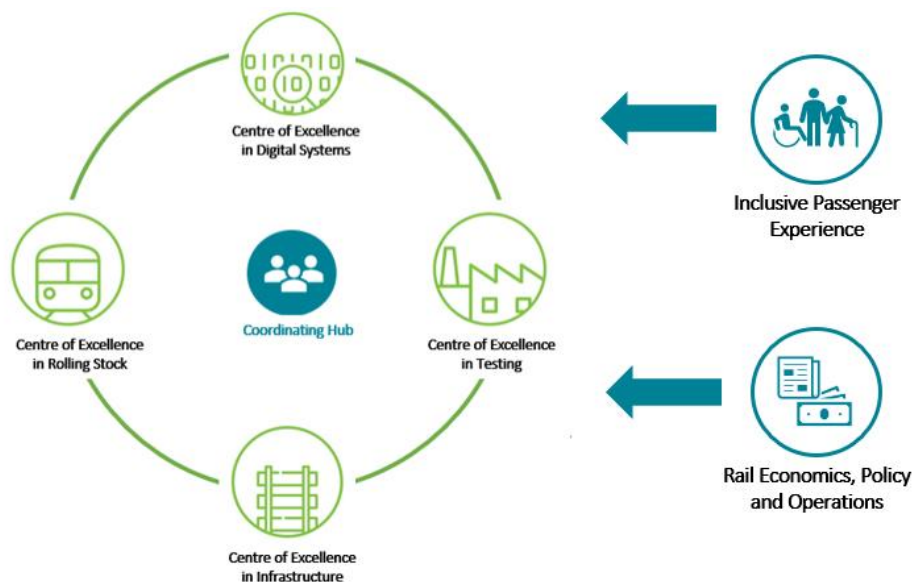 Centre of Excellence
in Digital Systems
Inclusive Passenger
Experience
Coordinating Hub
Centre of Excellence
in Rolling Stock
Centre of Excellence
in Testing
Rail Economics, Policy
and Operations
Centre of Excellence
in Infrastructure